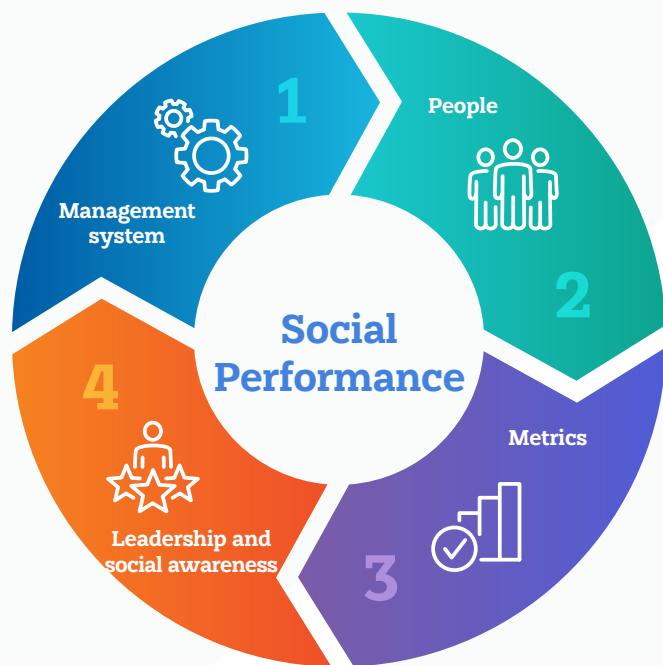 1
Management
system
People
2
Metrics
3
4
Leadership and
social awareness
Social
Performance